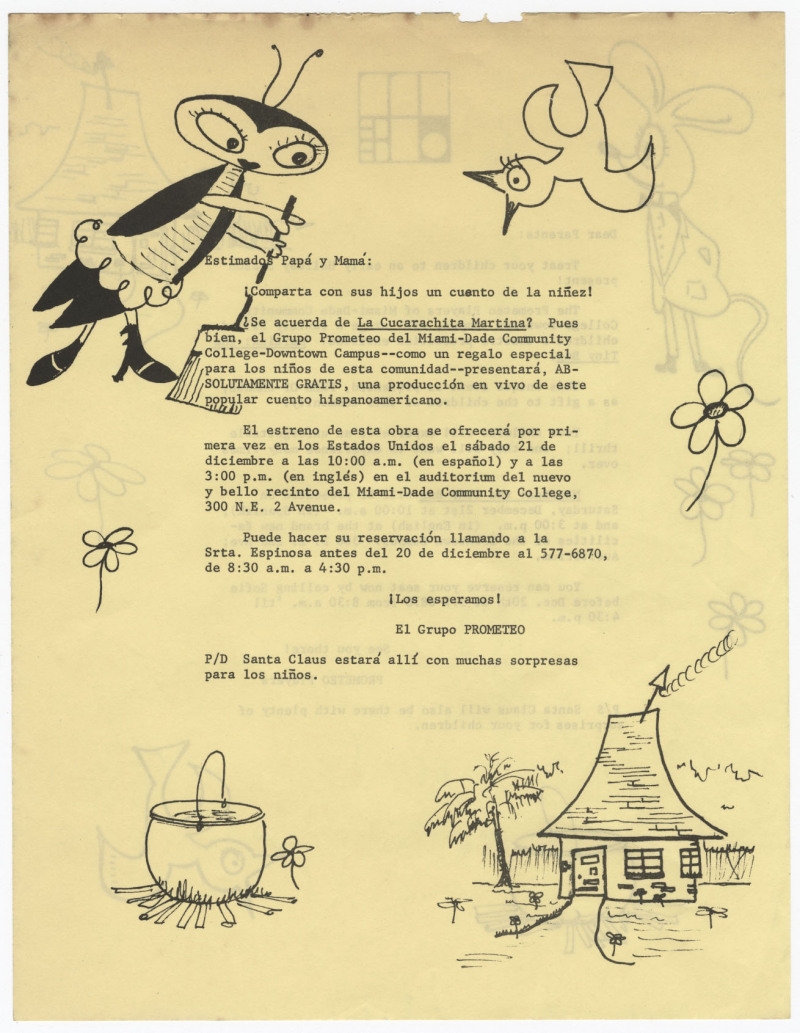 Estimados Papá y Mamá:
¡Comparta con sus hijos un cuento de la niñez!
¿Se acuerda de La Cucarachita Martina? Pues
bien, el Grupo Prometeo del Miami-Dade Community
College-Downtown Campus--como un regalo especial
para los niños de esta comunidad--presentará, AB-
SOLUTAMENTE GRATIS, una producción en vivo de este
popular cuento hispanoamericano.
El estreno de esta obra se ofrecerá por pri-
mera vez en los Estados Unidos el sábado 21 de
diciembre a las 10:00 a.m. (en español) y a las
3:00 p.m. (en inglés) en el auditorium del nuevo
y bello recinto del Miami-Dade Community College,
300 N.E. 2 Avenue.
Puede hacer su reservación llamando a la
Srta. Espinosa antes del 20 de diciembre al 577-6870,
de 8:30 a.m. a 4:30 p.m.
¡Los esperamos!
El Grupo PROMETEO
P/D Santa Claus estará allí con muchas sorpresas
para los niños.